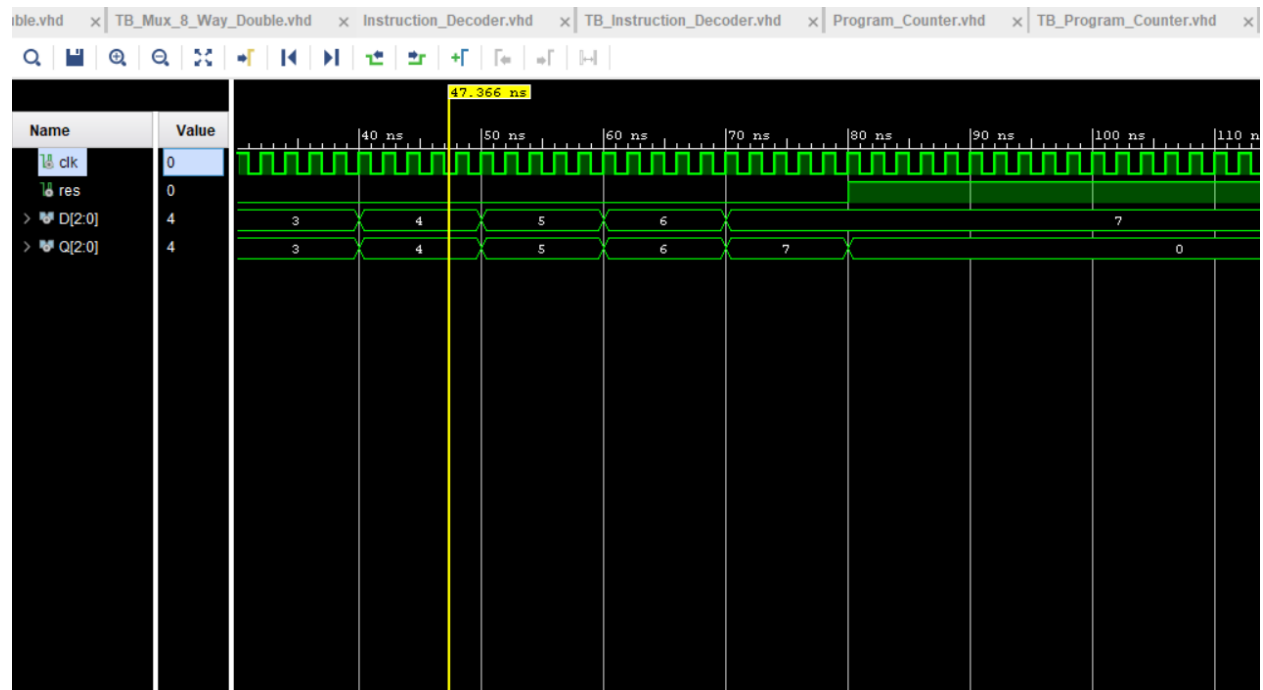 ıble.vhd × TB_Mux_8_Way_Double.vhd × Instruction_Decoder.vhd × TB_Instruction_Decoder.vhd × Program_Counter.vhd × TB_Program_Counter.vhd ×
47.366 ns
Name Value
40 ns 50 ns 60 ns 70 ns 80 ns 90 ns 100 ns 110 n
clk 0
res 0
> D[2:0] 4 3 4 5 6 7
> Q[2:0] 4 3 4 5 6 7 0